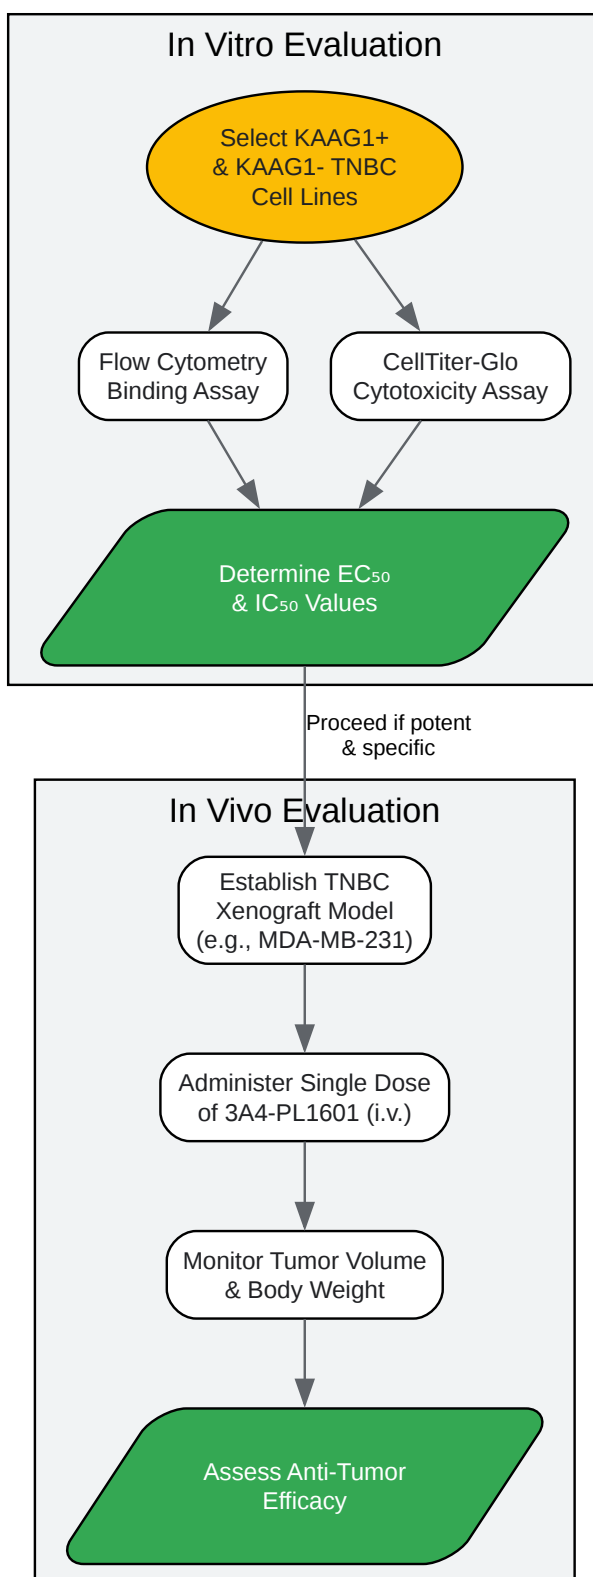 In Vitro Evaluation
Select KAAG1+
& KAAG1- TNBC
Cell Lines
Flow Cytometry
Binding Assay
CellTiter-Glo
Cytotoxicity Assay
Determine EC₅₀
& IC₅₀ Values
Proceed if potent
& specific
In Vivo Evaluation
Establish TNBC
Xenograft Model
(e.g., MDA-MB-231)
Administer Single Dose
of 3A4-PL1601 (i.v.)
Monitor Tumor Volume
& Body Weight
Assess Anti-Tumor
Efficacy